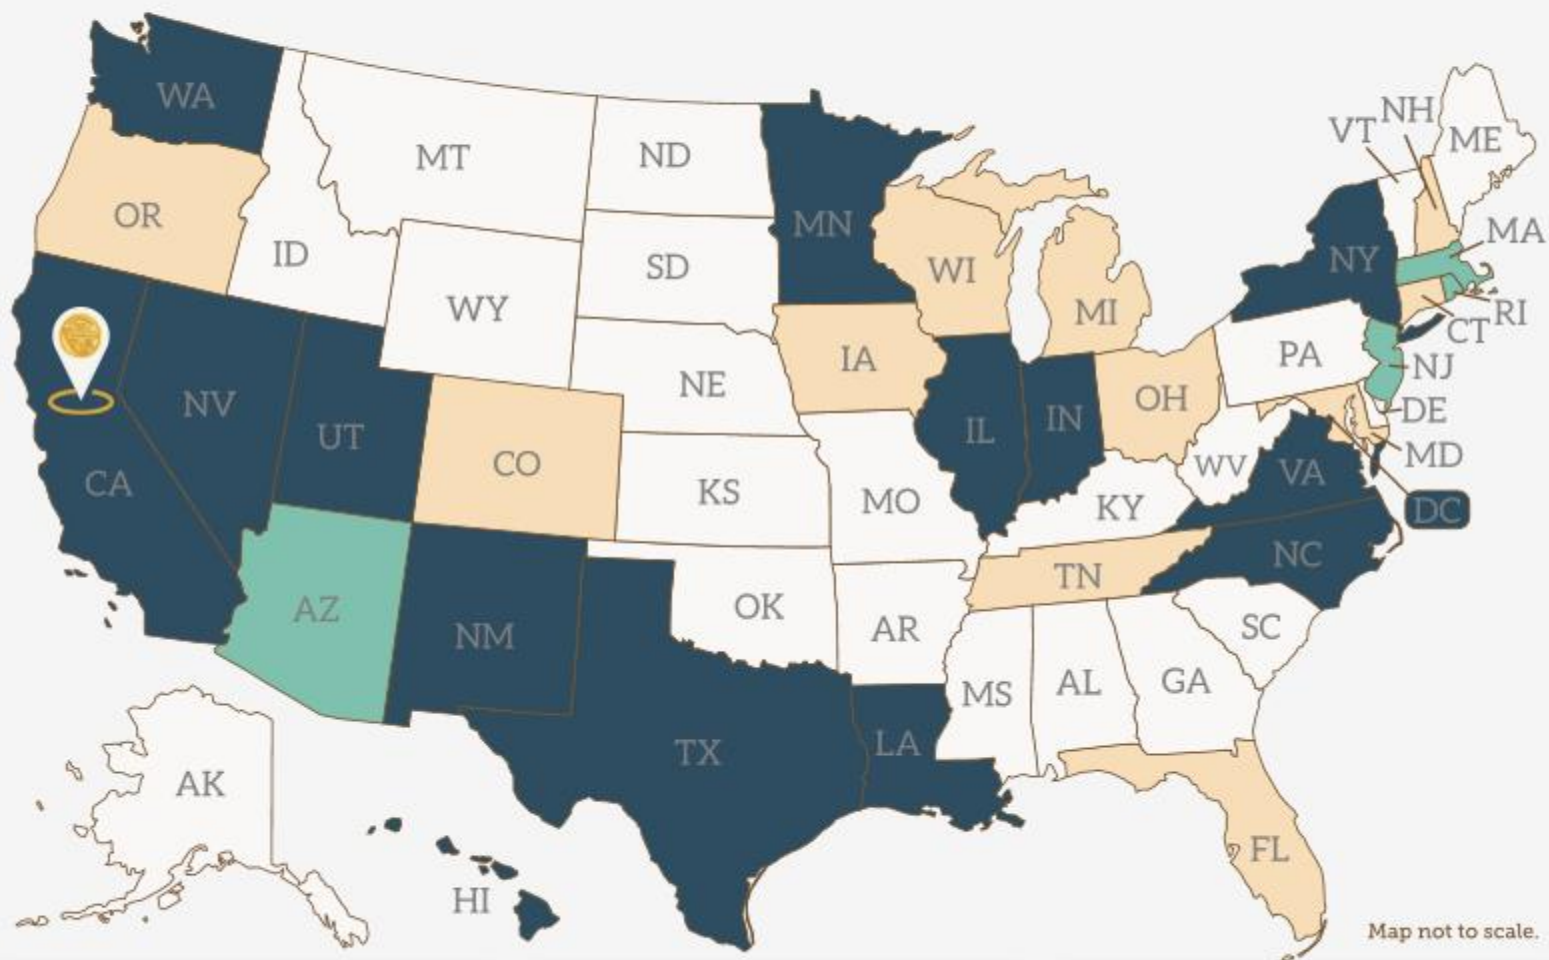 WA
MT
ND
MN
OR
ID
SD
WY
WI
MI
VT
NH
ME
MA
NY
RI
CT
PA
NJ
DE
MD
DC
IA
NE
NV
UT
CO
KS
MO
IL
IN
OH
WV
VA
KY
NC
CA
AZ
NM
OK
AR
TN
SC
MS
AL
GA
TX
LA
AK
HI
FL
Map not to scale.